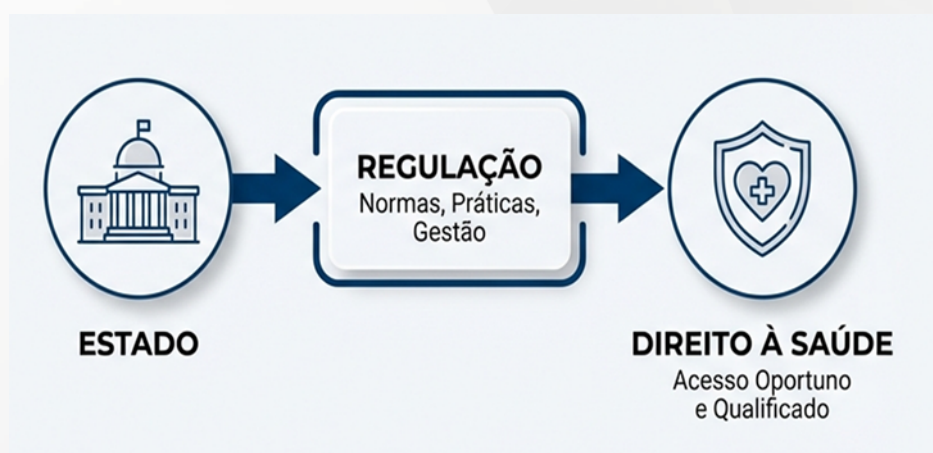 REGULAÇÃO
Normas, Práticas,
Gestão
ESTADO
DIREITO À SAÚDE
Acesso Oportuno
e Qualificado